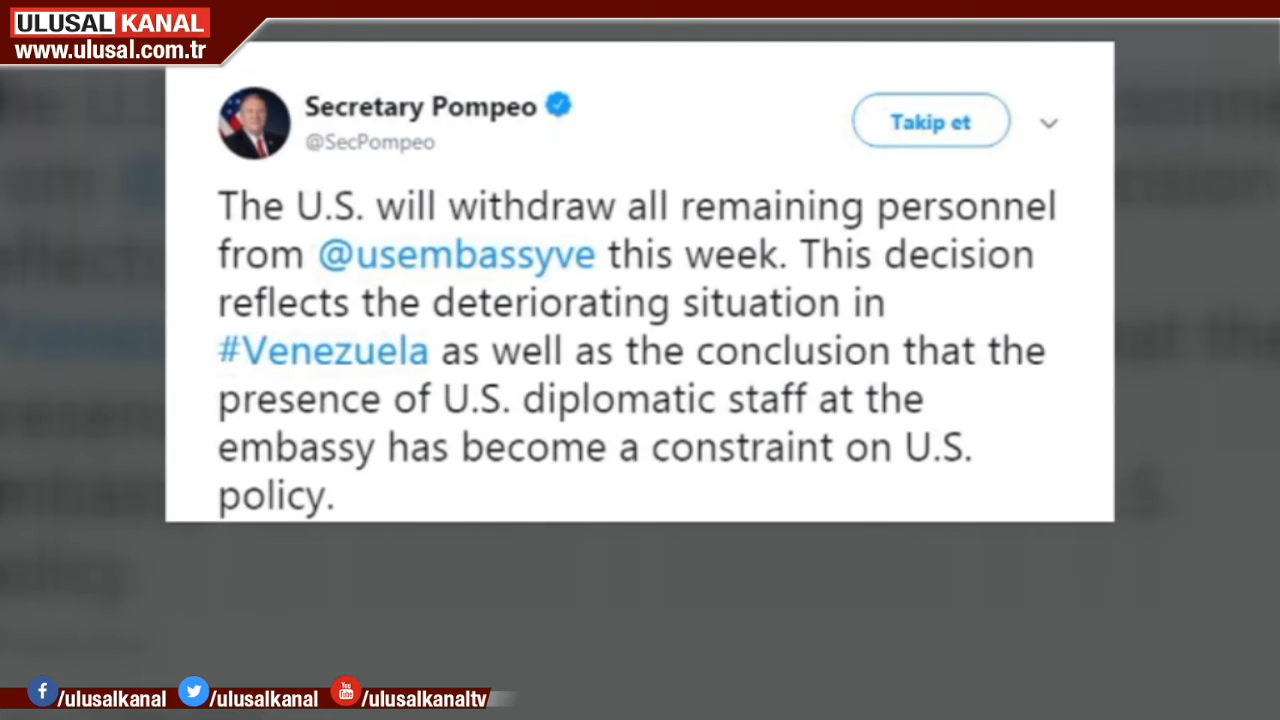 ULUSAL KANAL
www.ulusal.com.tr
Secretary Pompeo
@SecPompeo
Takip et
The U.S. will withdraw all remaining personnel
from @usembassyve this week. This decision
reflects the deteriorating situation in
#Venezuela as well as the conclusion that the
presence of U.S. diplomatic staff at the
embassy has become a constraint on U.S.
policy.
/ulusalkanal
/ulusalkanal
You Tube
/ulusalkanaltv